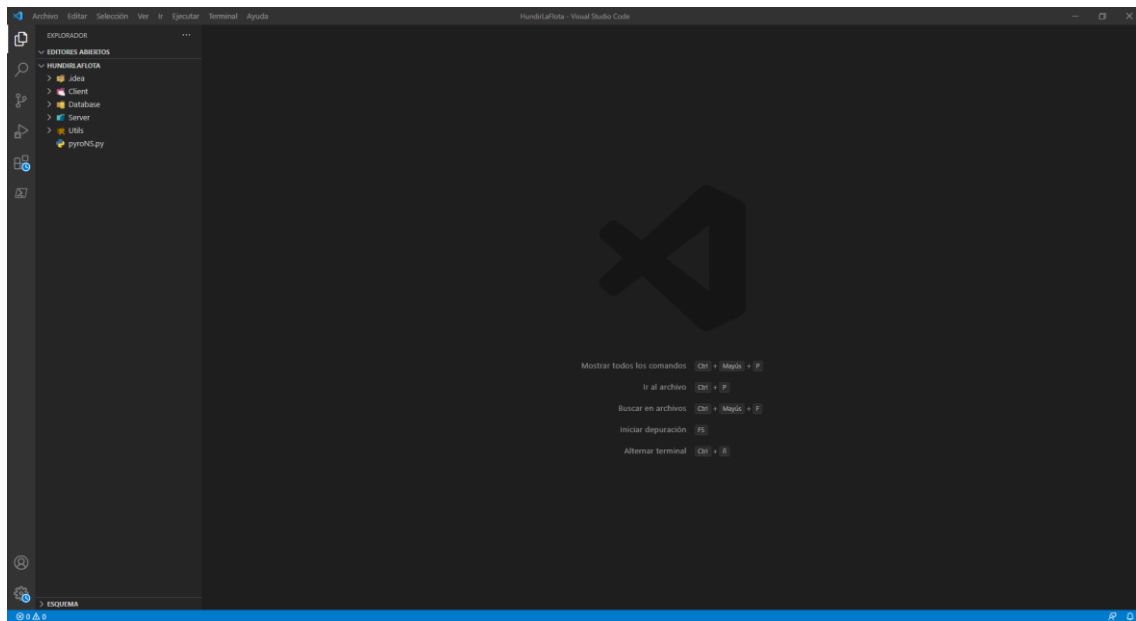 Archivo Editar Selección Ver Ir Ejecutar Terminal Ayuda
HundirLaFlota - Visual Studio Code
EXPLORADOR
EDITORES ABIERTOS
HUNDIRLAFLOTA
.idea
Client
Database
Server
Utils
pyroNS.py
Mostrar todos los comandos Ctrl + Mayús + P
Ir al archivo Ctrl + P
Buscar en archivos Ctrl + Mayús + F
Iniciar depuración F5
Alternar terminal Ctrl + Ñ
ESQUEMA
0 0